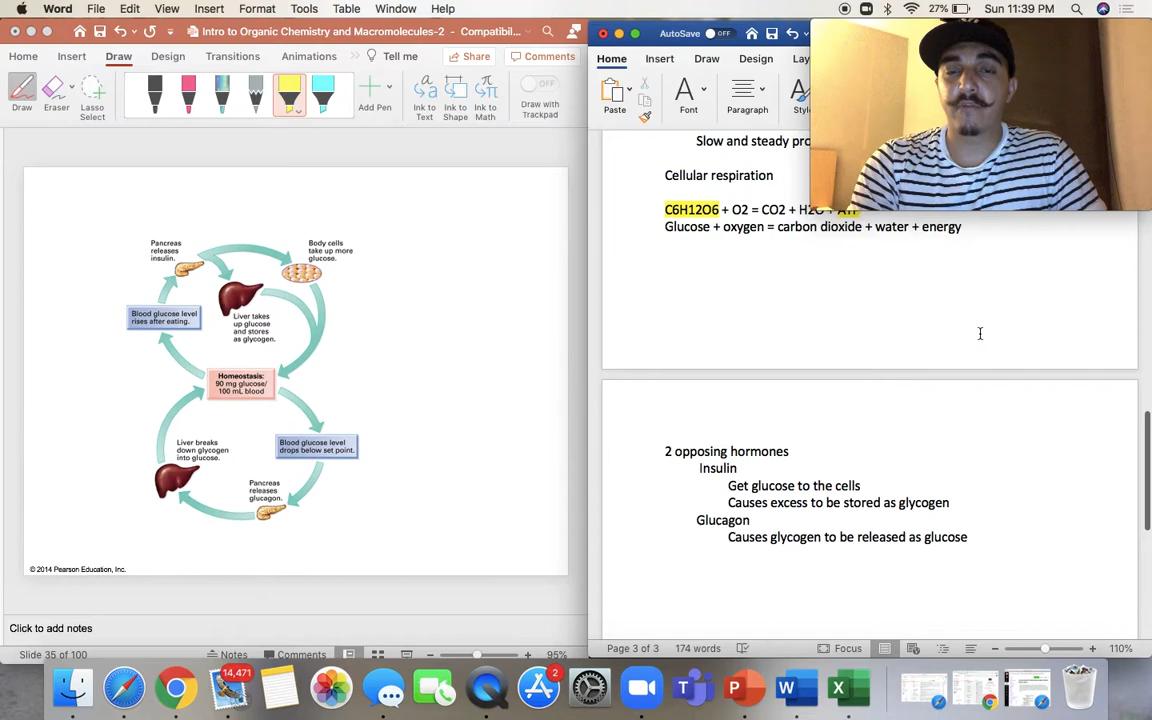 Word File Edit View Insert Format Tools Table Window Help
27% Sun 11:39 PM
Intro to Organic Chemistry and Macromolecules-2 - Compatibil...
Home Insert Draw Design Transitions Animations Tell me Share Comments
Draw
Eraser
Lasso
Select
Add Pen
Ink to
Text
Ink to
Shape
Ink to
Math
OFF
Draw with
Trackpad
Pancreas
releases
insulin.
Body cells
take up more
glucose.
Blood glucose level
rises after eating.
Liver takes
up glucose
and stores
as glycogen.
Homeostasis:
90 mg glucose/
100 mL blood
Liver breaks
down glycogen
into glucose.
Blood glucose level
drops below set point.
Pancreas
releases
glucagon.
© 2014 Pearson Education, Inc.
Click to add notes
Slide 35 of 100
Notes Comments 95%
AutoSave OFF
Home Insert Draw Design Lay
Paste Font Paragraph Style
Slow and steady pro
Cellular respiration
C6H12O6 + O2 = CO2 + H2O + ATP
Glucose + oxygen = carbon dioxide + water + energy
2 opposing hormones
Insulin
Get glucose to the cells
Causes excess to be stored as glycogen
Glucagon
Causes glycogen to be released as glucose
Page 3 of 3 174 words Focus 110%
14,471
2